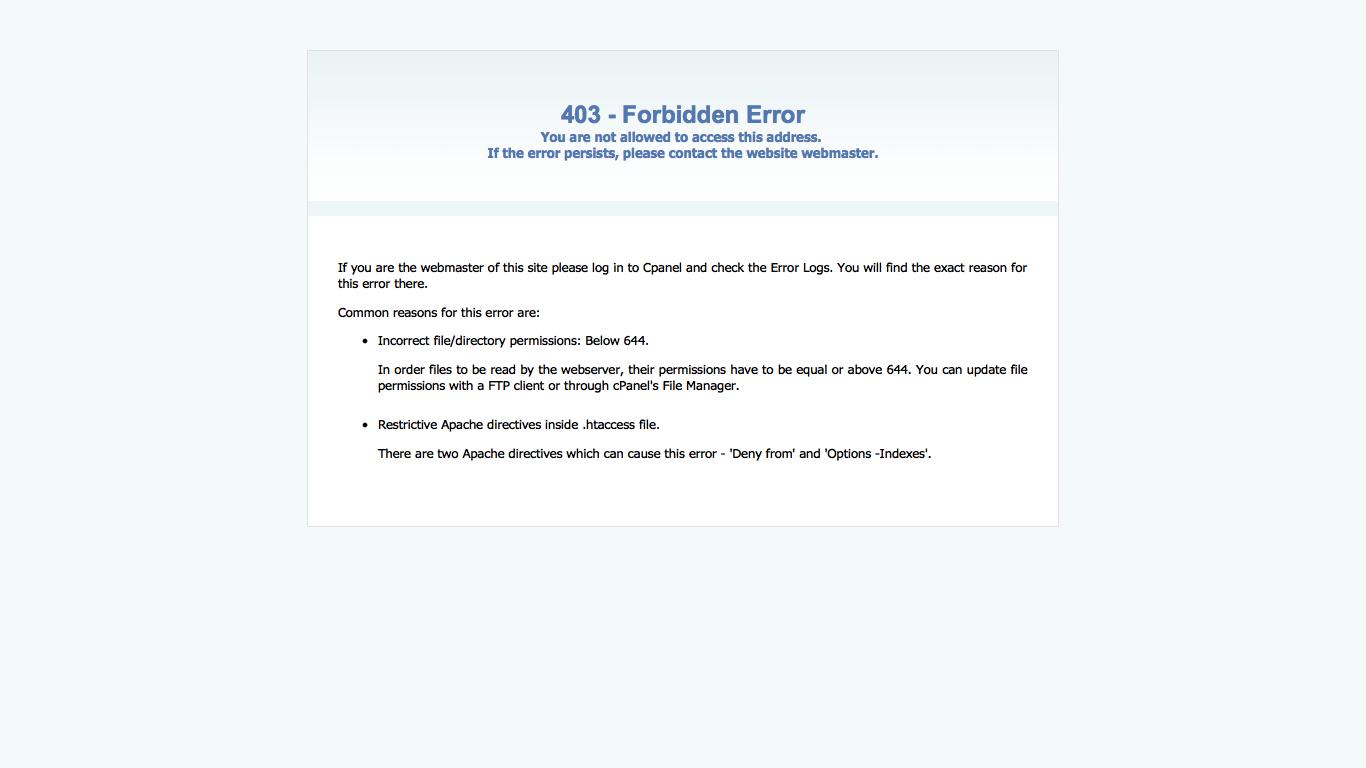 403 - Forbidden Error
You are not allowed to access this address.
If the error persists, please contact the website webmaster.
If you are the webmaster of this site please log in to Cpanel and check the Error Logs. You will find the exact reason for
this error there.
Common reasons for this error are:
• Incorrect file/directory permissions: Below 644.
In order files to be read by the webserver, their permissions have to be equal or above 644. You can update file
permissions with a FTP client or through cPanel's File Manager.
• Restrictive Apache directives inside .htaccess file.
There are two Apache directives which can cause this error - 'Deny from' and 'Options -Indexes'.